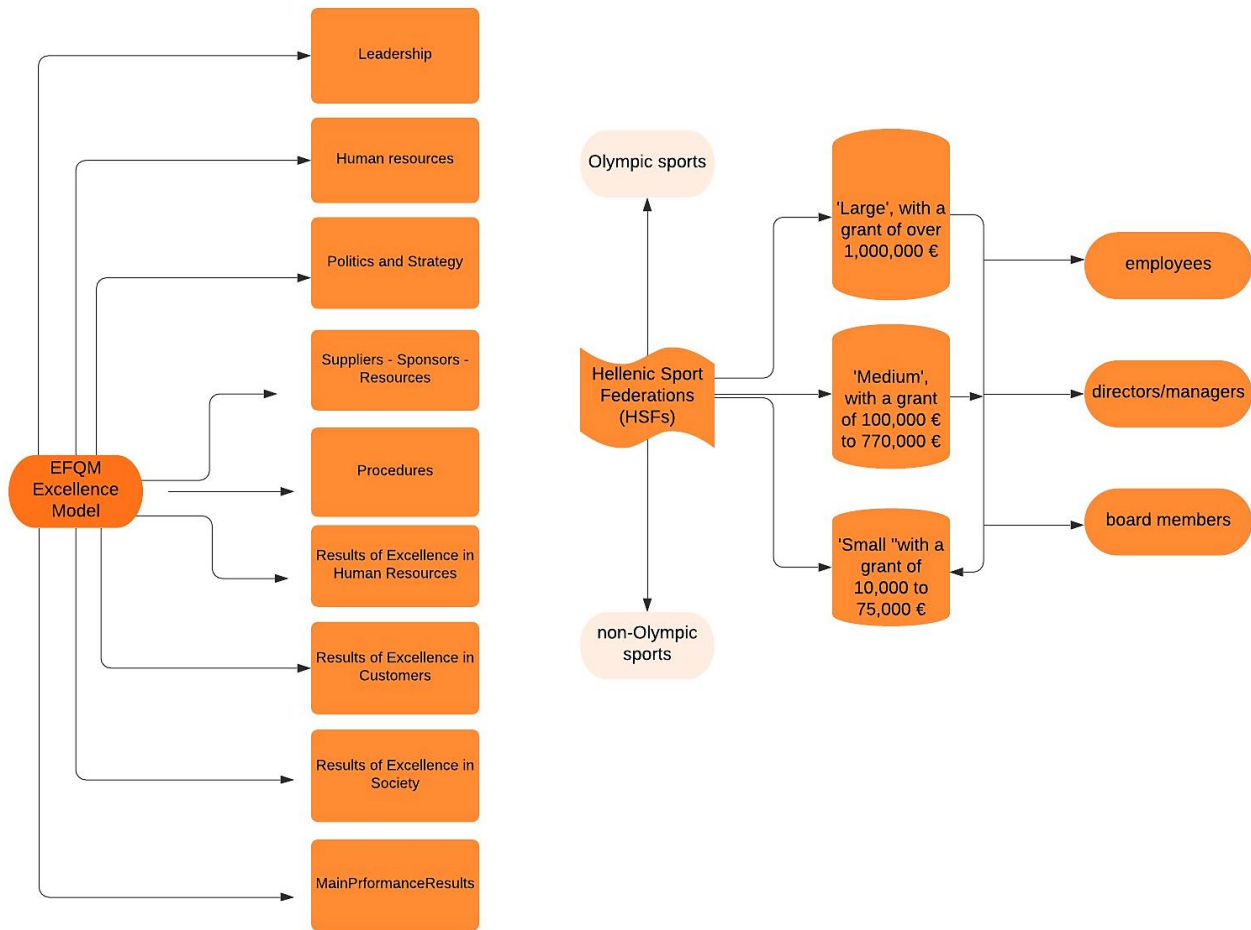 EFQM
Excellence
Model
Leadership
Human resources
Politics and Strategy
Suppliers - Sponsors -
Resources
Procedures
Results of Excellence in
Human Resources
Results of Excellence in
Customers
Results of Excellence in
Society
MainPrformanceResults
Olympic sports
Hellenic Sport
Federations
(HSFs)
non-Olympic
sports
'Large', with a
grant of over
1,000,000 €
'Medium',
with a grant
of 100,000 €
to 770,000 €
'Small "with a
grant of
10,000 to
75,000 €
employees
directors/managers
board members